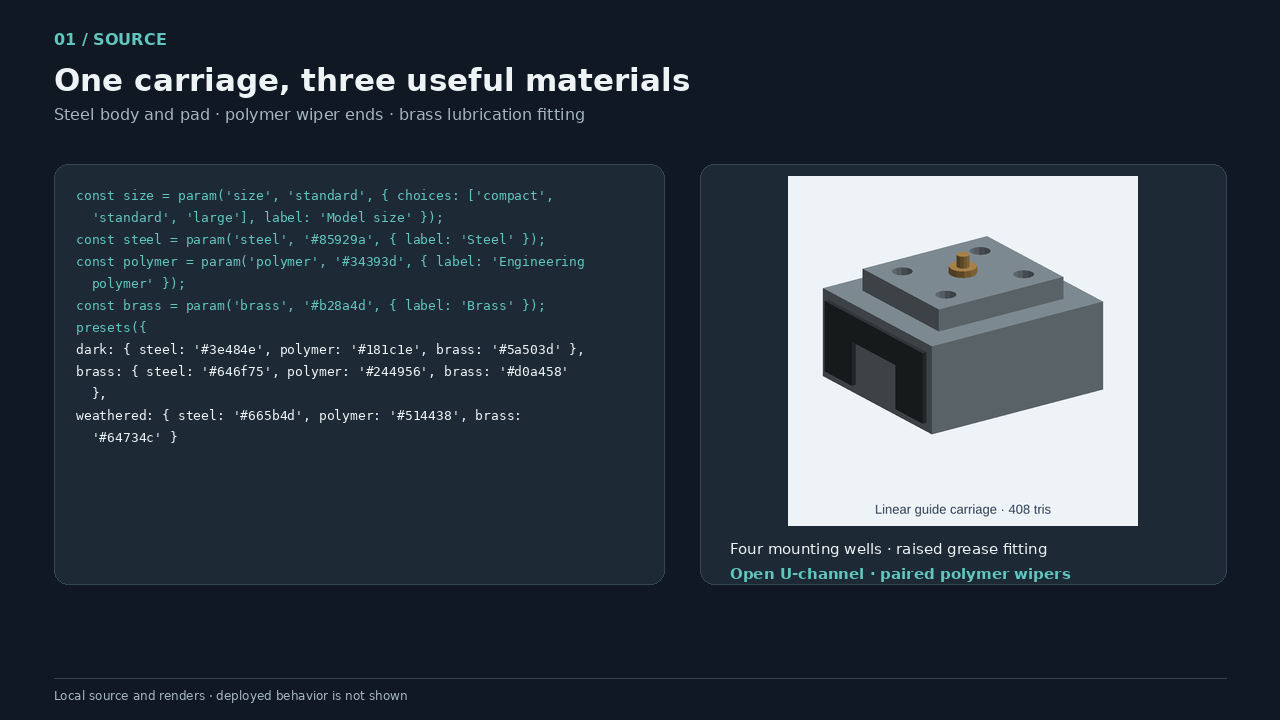 01 / SOURCE
One carriage, three useful materials
Steel body and pad · polymer wiper ends · brass lubrication fitting
const size = param('size', 'standard', { choices: ['compact',
'standard', 'large'], label: 'Model size' });
const steel = param('steel', '#85929a', { label: 'Steel' });
const polymer = param('polymer', '#34393d', { label: 'Engineering
polymer' });
const brass = param('brass', '#b28a4d', { label: 'Brass' });
presets({
dark: { steel: '#3e484e', polymer: '#181c1e', brass: '#5a503d' },
brass: { steel: '#646f75', polymer: '#244956', brass: '#d0a458'
},
weathered: { steel: '#665b4d', polymer: '#514438', brass:
'#64734c' }
Linear guide carriage · 408 tris
Four mounting wells · raised grease fitting
Open U-channel · paired polymer wipers
Local source and renders · deployed behavior is not shown